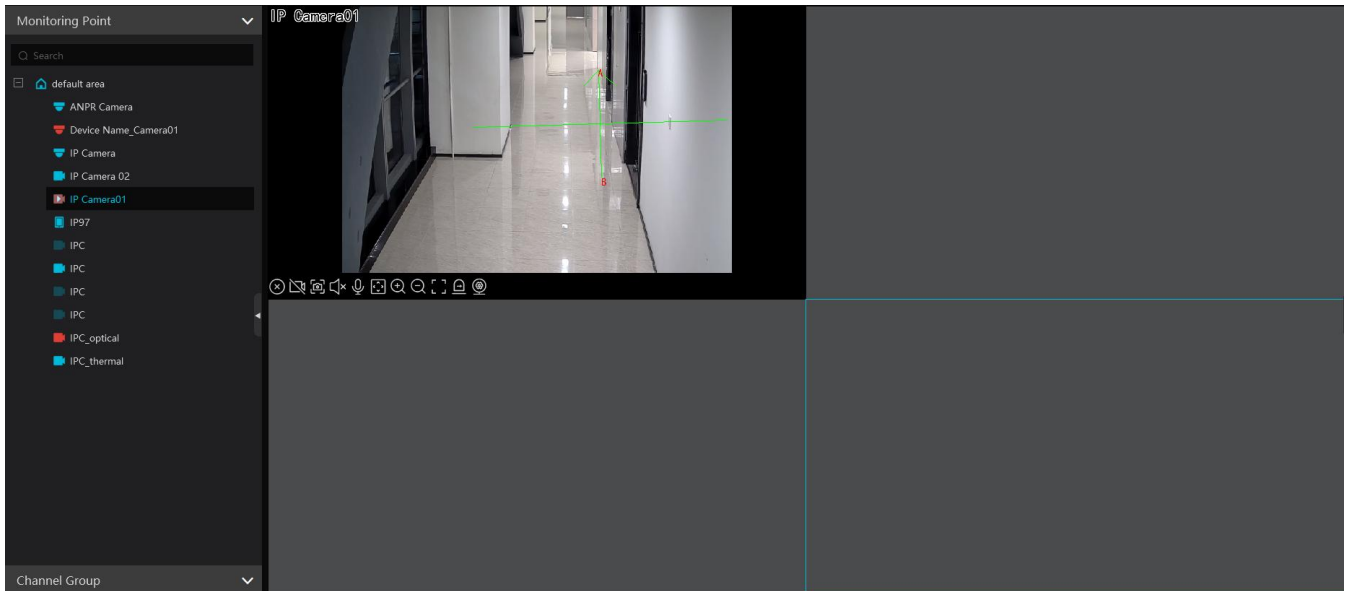 Monitoring Point
Search
default area
ANPR Camera
Device Name_Camera01
IP Camera
IP Camera 02
IP Camera01
IP97
IPC
IPC
IPC
IPC
IPC_optical
IPC_thermal
Channel Group
IP Camera01
A
B